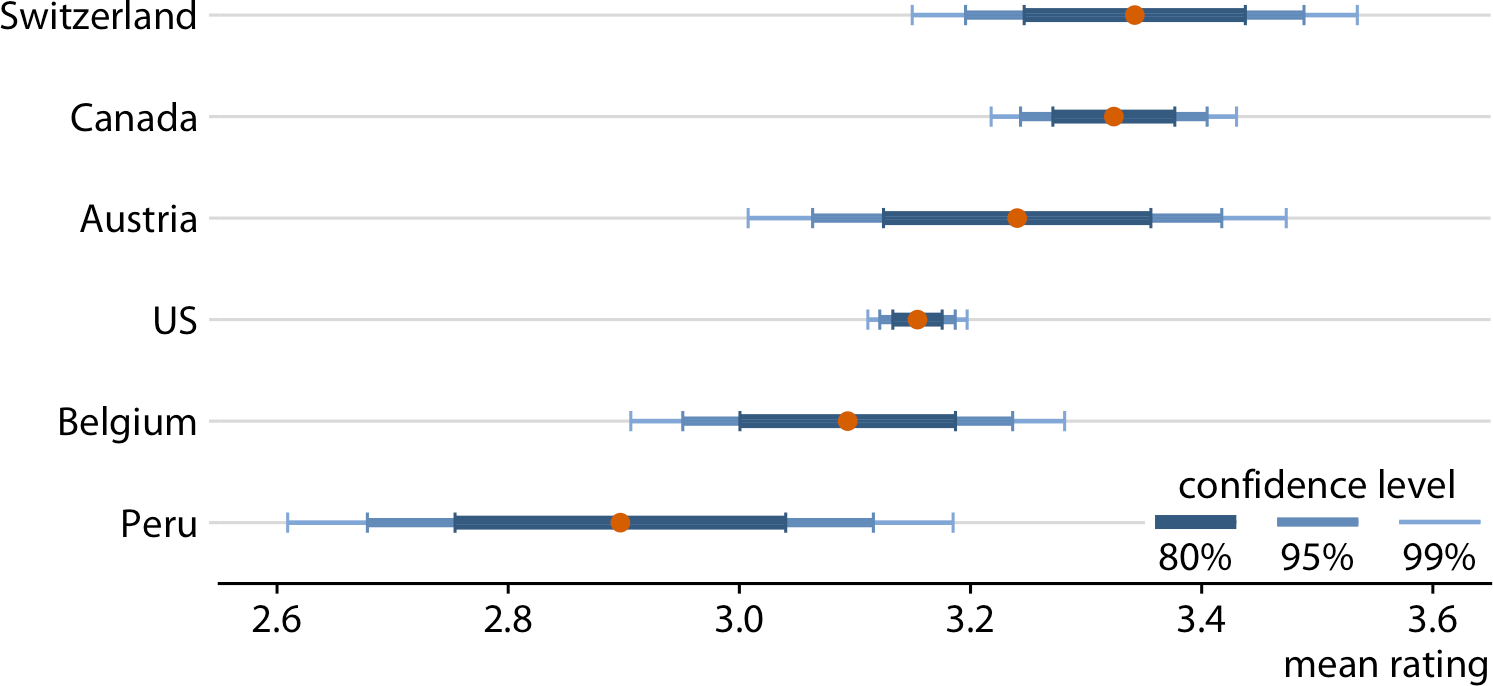 Switzerland
Canada
Austria
US
Belgium
Peru
confidence level
80% 95% 99%
2.6 2.8 3.0 3.2 3.4 3.6
mean rating